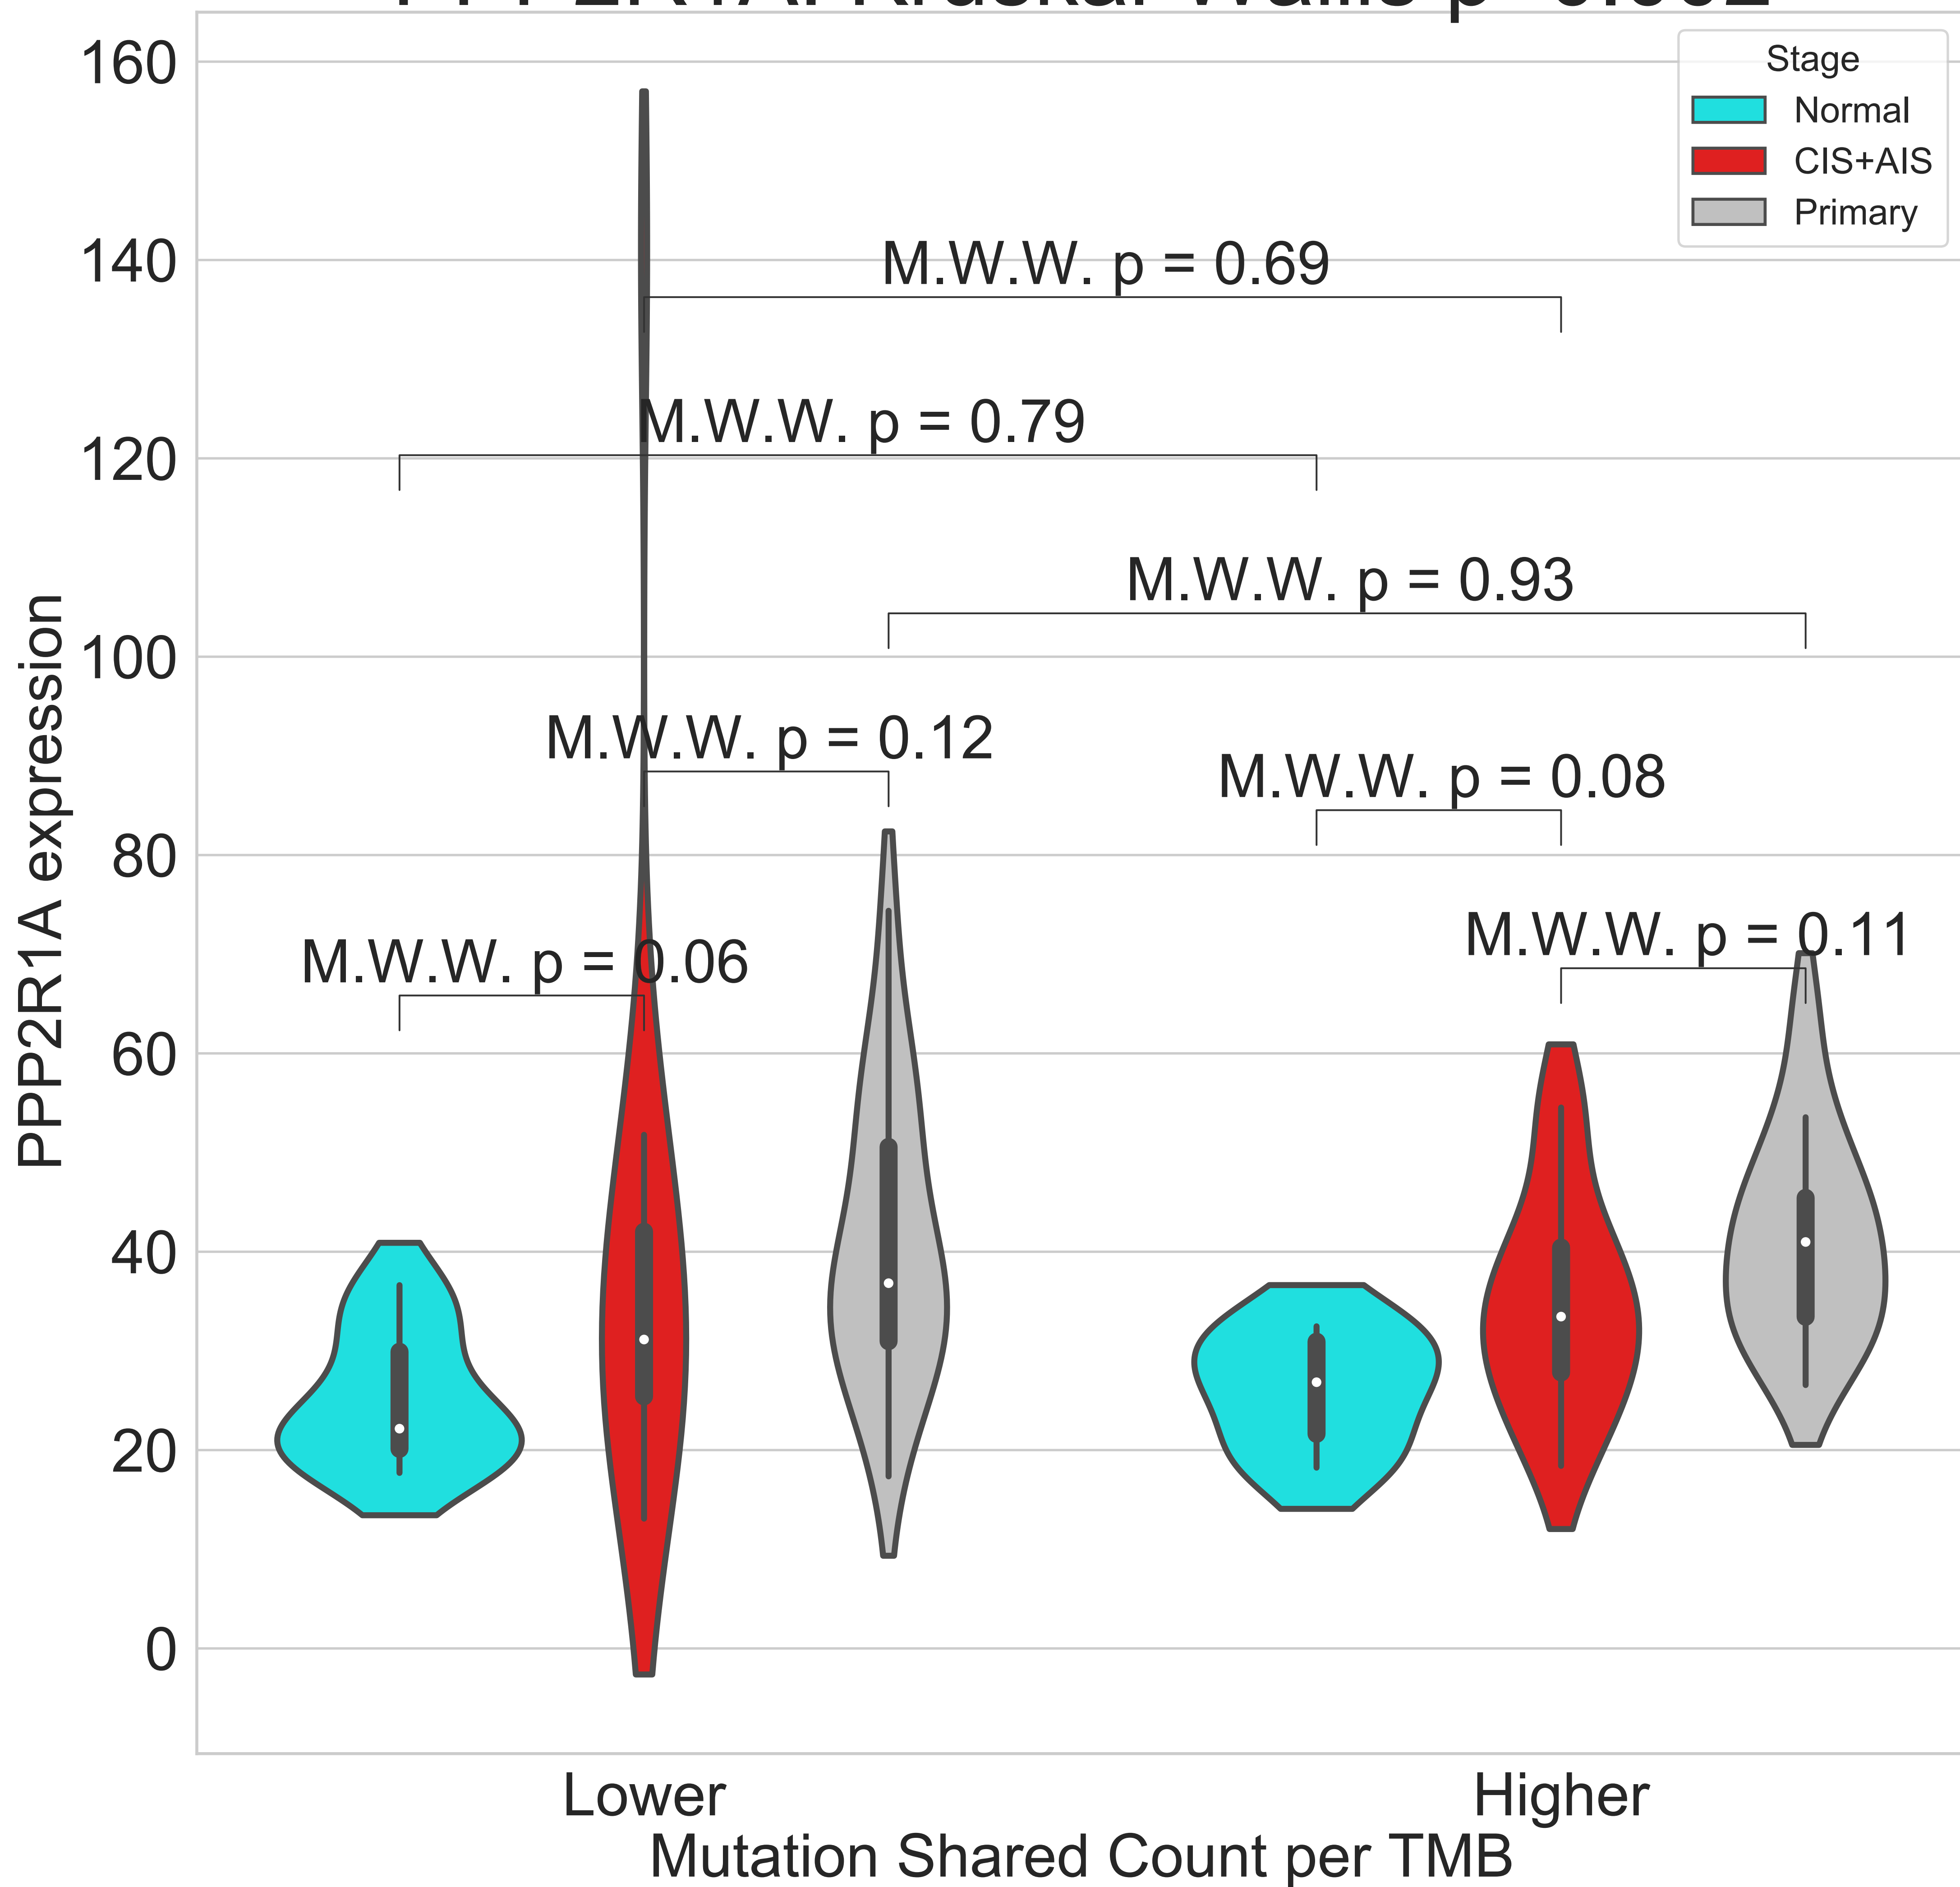 160
140
120
100
80
60
40
20
0
PPP2R1A expression
Stage
Normal
CIS+AIS
Primary
M.W.W. p = 0.69
M.W.W. p = 0.79
M.W.W. p = 0.93
M.W.W. p = 0.12
M.W.W. p = 0.08
M.W.W. p = 0.06
M.W.W. p = 0.11
Lower
Higher
Mutation Shared Count per TMB